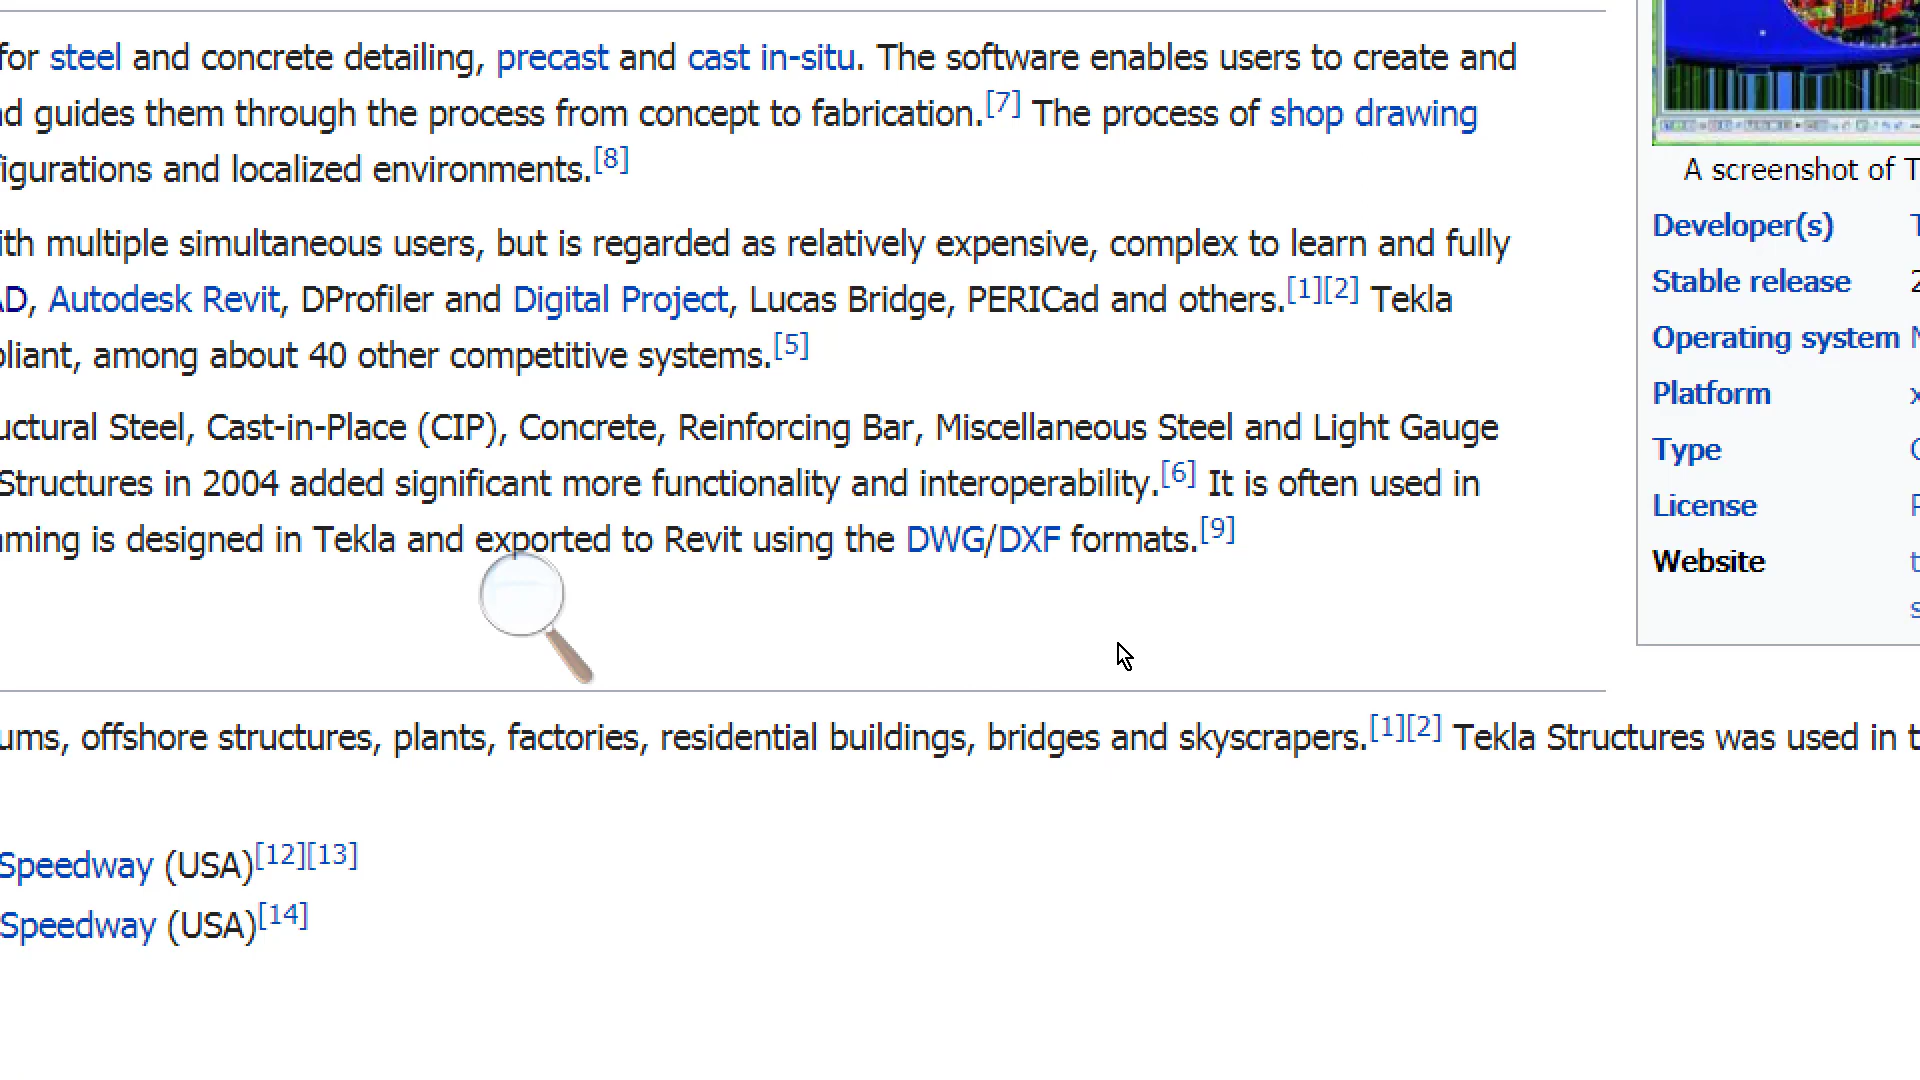 for steel and concrete detailing, precast and cast in-situ. The software enables users to create and
guides them through the process from concept to fabrication.[7] The process of shop drawing
and localized environments.[8]
multiple simultaneous users, but is regarded as relatively expensive, complex to learn and fully
Autodesk Revit, DProfiler and Digital Project, Lucas Bridge, PERICad and others.[1][2] Tekla
among about 40 other competitive systems.[5]
Steel, Cast-in-Place (CIP), Concrete, Reinforcing Bar, Miscellaneous Steel and Light Gauge
Structures in 2004 added significant more functionality and interoperability.[6] It is often used in
is designed in Tekla and exported to Revit using the DWG/DXF formats.[9]
offshore structures, plants, factories, residential buildings, bridges and skyscrapers.[1][2] Tekla Structures was used in
Speedway (USA)[12][13]
Speedway (USA)[14]
A screenshot of
Developer(s)
Stable release
Operating system
Platform
Type
License
Website